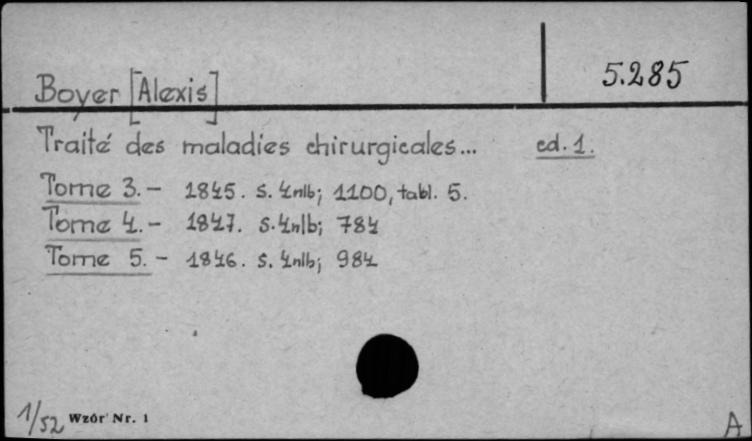 5.285
Boyer [Alexis]
Traité des maladies chirurgicales... ed. 1.
Tome 3. - 1845. S. 4nlb; 1100, tabl. 5.
Tome 4. - 1847. S. 4nlb; 784
Tome 5. - 1846. S. 4nlb; 984
1/52 Wzór Nr. 1
A